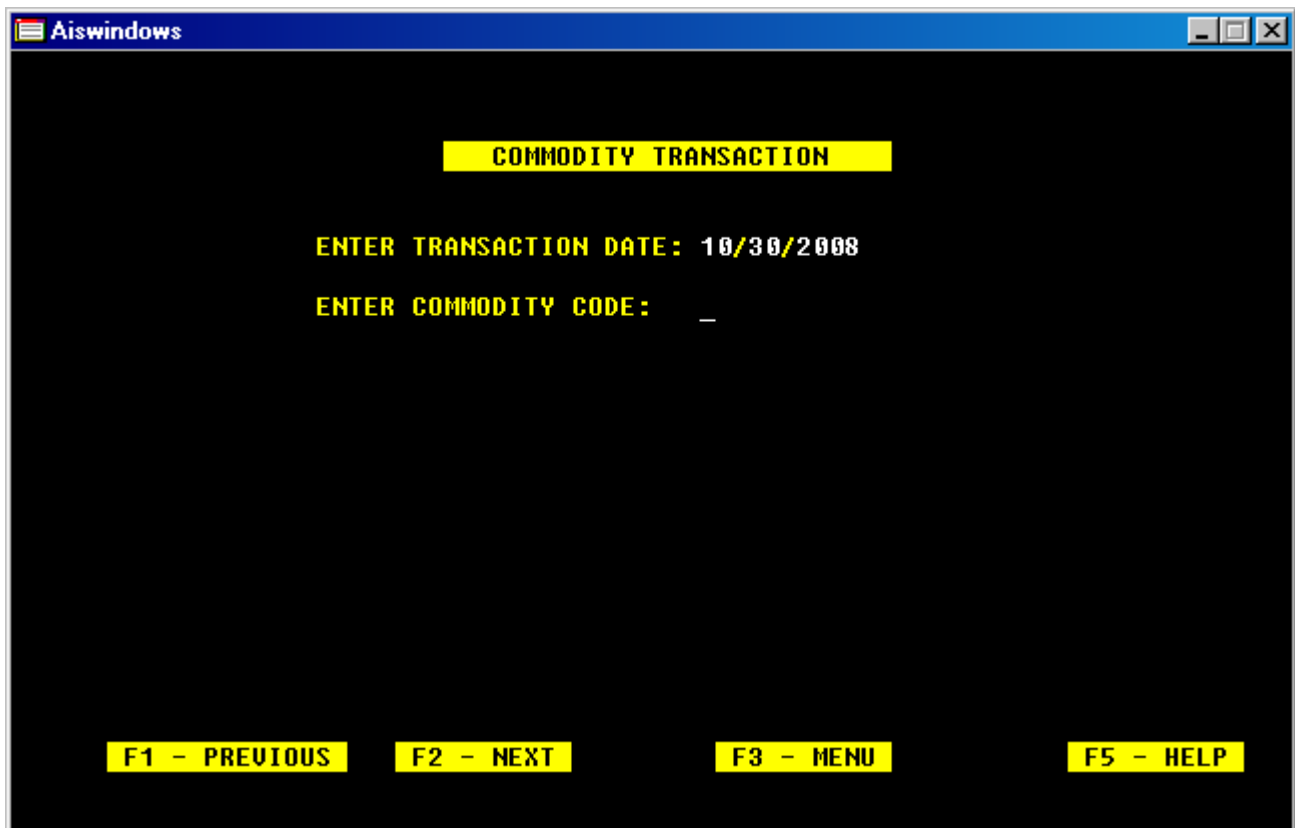 Aiswindows
COMMODITY TRANSACTION
ENTER TRANSACTION DATE: 10/30/2008
ENTER COMMODITY CODE: _
F1 - PREVIOUS F2 - NEXT F3 - MENU F5 - HELP